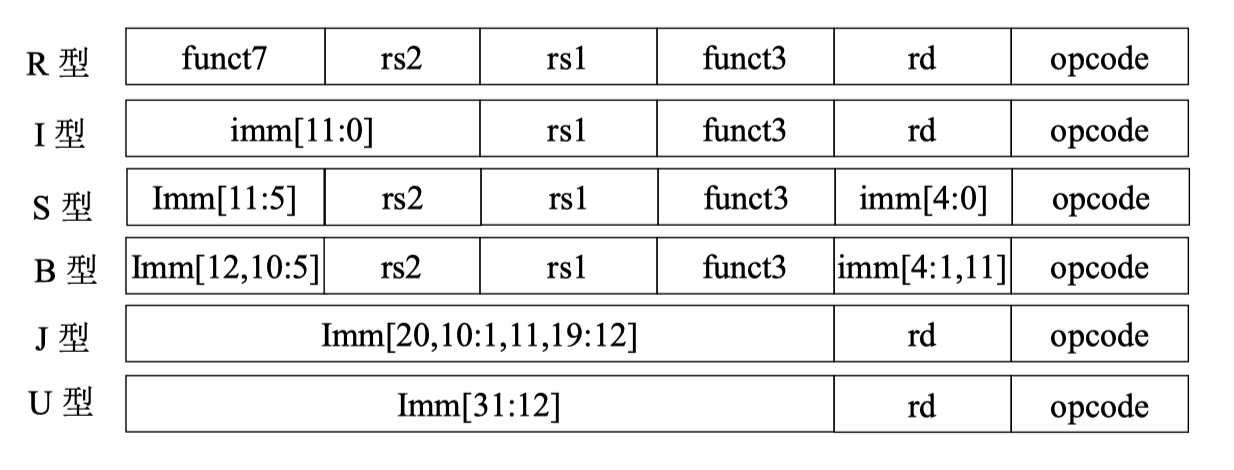 R 型 funct7 rs2 rs1 funct3 rd opcode
I 型 imm[11:0] rs1 funct3 rd opcode
S 型 Imm[11:5] rs2 rs1 funct3 imm[4:0] opcode
B 型 Imm[12,10:5] rs2 rs1 funct3 imm[4:1,11] opcode
J 型 Imm[20,10:1,11,19:12] rd opcode
U 型 Imm[31:12] rd opcode